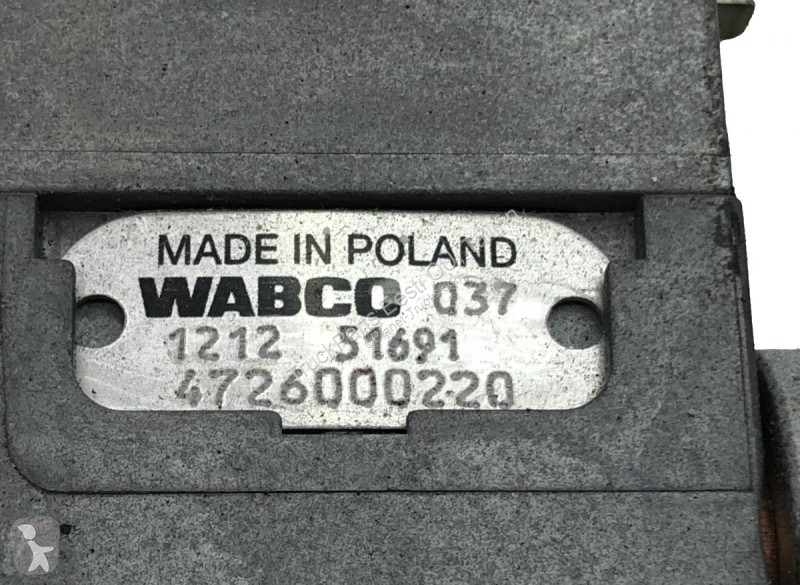 MADE IN POLAND
WABCO 037
1212 51691
4726000220